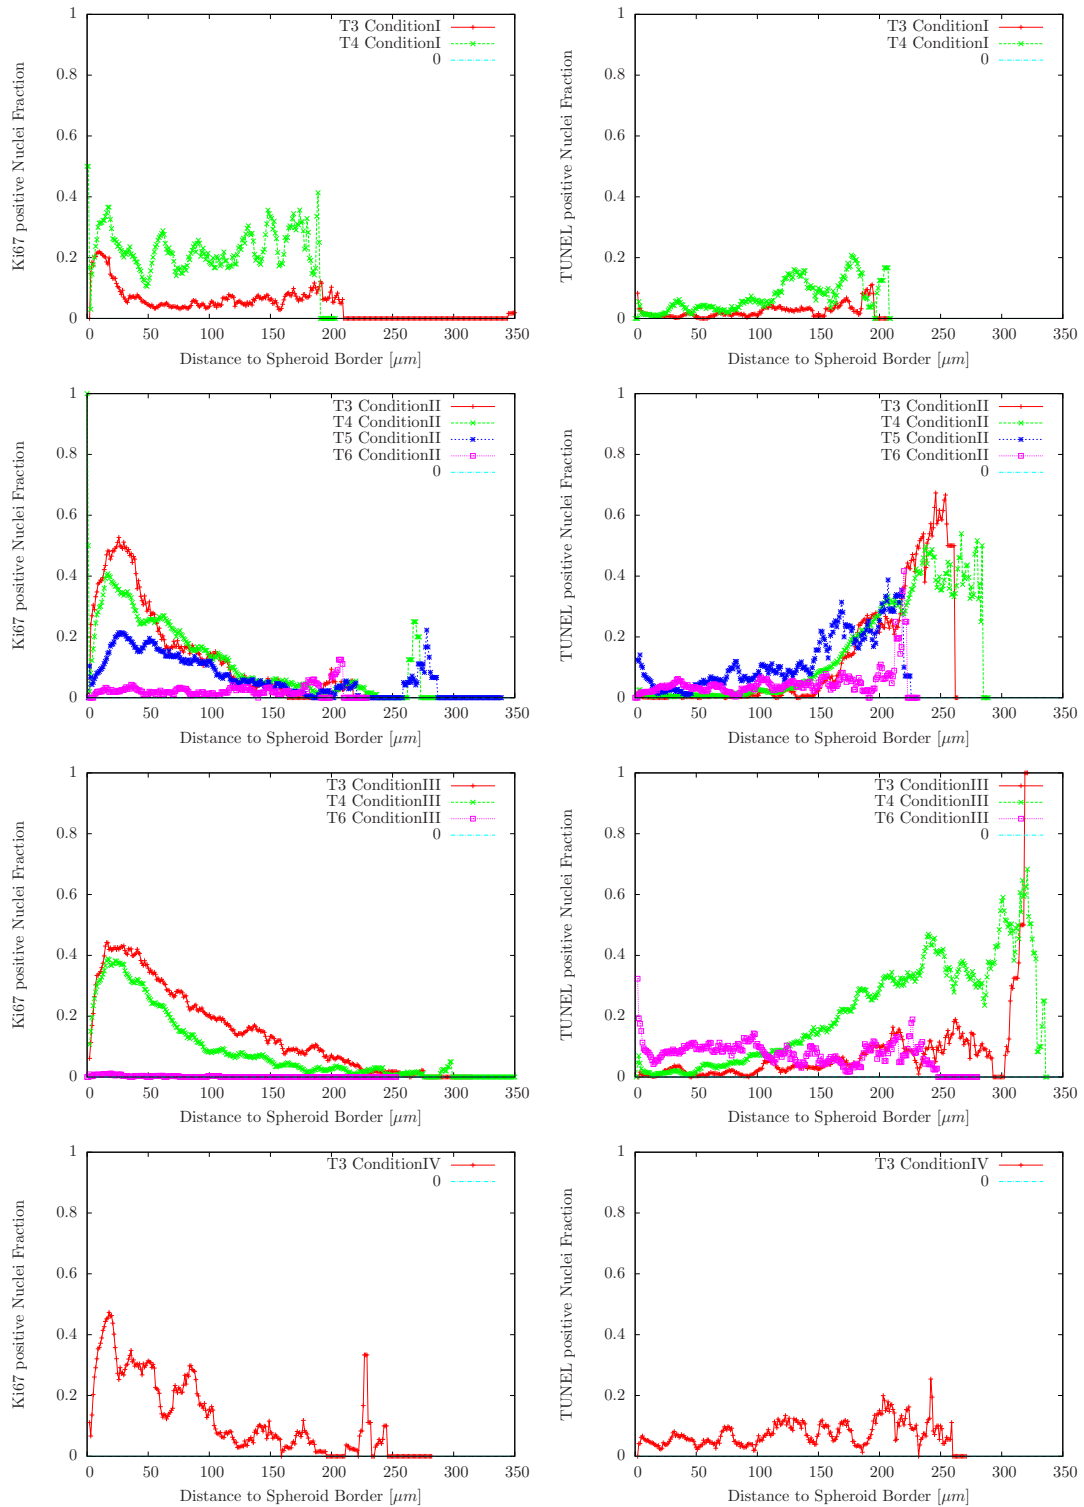 Ki67 positive Nuclei Fraction
1
0.8
0.6
0.4
0.2
0
T3 ConditionI
T4 ConditionI
0
0 50 100 150 200 250 300 350
Distance to Spheroid Border [μm]
TUNEL positive Nuclei Fraction
1
0.8
0.6
0.4
0.2
0
T3 ConditionI
T4 ConditionI
0
0 50 100 150 200 250 300 350
Distance to Spheroid Border [μm]
Ki67 positive Nuclei Fraction
1
0.8
0.6
0.4
0.2
0
T3 ConditionII
T4 ConditionII
T5 ConditionII
T6 ConditionII
0
0 50 100 150 200 250 300 350
Distance to Spheroid Border [μm]
TUNEL positive Nuclei Fraction
1
0.8
0.6
0.4
0.2
0
T3 ConditionII
T4 ConditionII
T5 ConditionII
T6 ConditionII
0
0 50 100 150 200 250 300 350
Distance to Spheroid Border [μm]
Ki67 positive Nuclei Fraction
1
0.8
0.6
0.4
0.2
0
T3 ConditionIII
T4 ConditionIII
T6 ConditionIII
0
0 50 100 150 200 250 300 350
Distance to Spheroid Border [μm]
TUNEL positive Nuclei Fraction
1
0.8
0.6
0.4
0.2
0
T3 ConditionIII
T4 ConditionIII
T6 ConditionIII
0
0 50 100 150 200 250 300 350
Distance to Spheroid Border [μm]
Ki67 positive Nuclei Fraction
1
0.8
0.6
0.4
0.2
0
T3 ConditionIV
0
0 50 100 150 200 250 300 350
Distance to Spheroid Border [μm]
TUNEL positive Nuclei Fraction
1
0.8
0.6
0.4
0.2
0
T3 ConditionIV
0
0 50 100 150 200 250 300 350
Distance to Spheroid Border [μm]